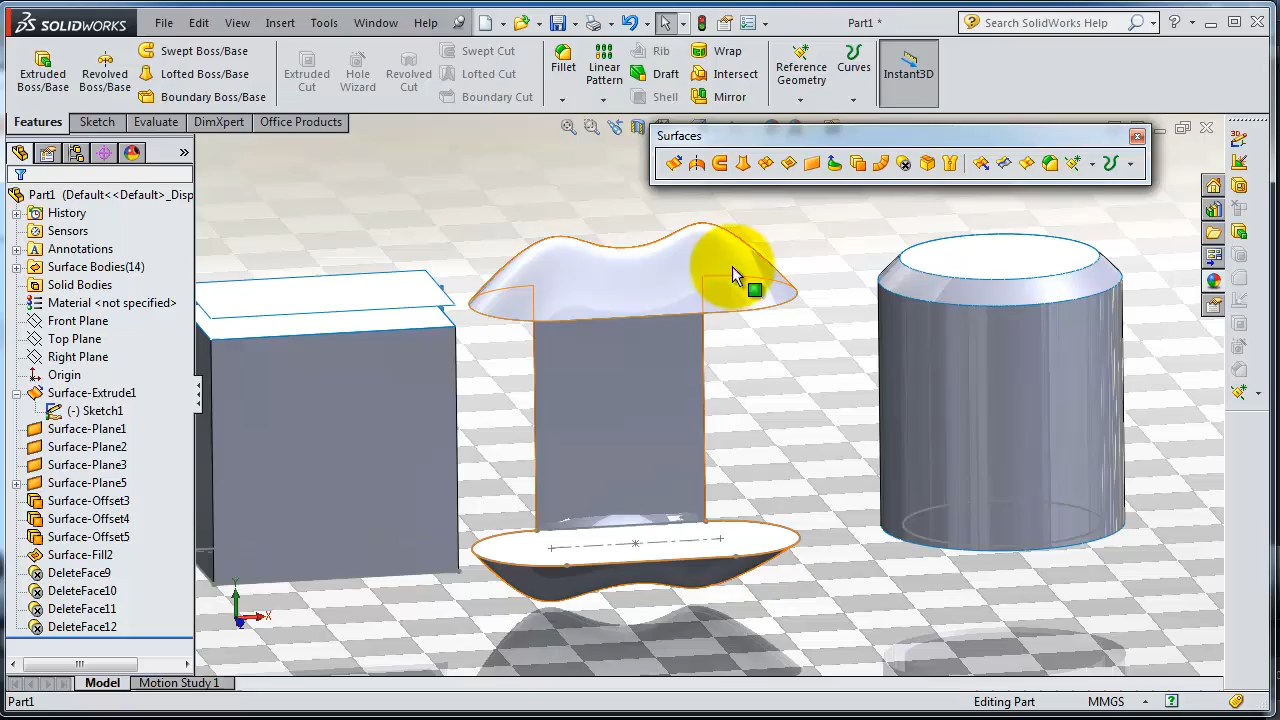 SOLIDWORKS File Edit View Insert Tools Window Help Part1 * Search SolidWorks Help
Extruded Boss/Base
Revolved Boss/Base
Swept Boss/Base
Lofted Boss/Base
Boundary Boss/Base
Extruded Cut
Hole Wizard
Revolved Cut
Swept Cut
Lofted Cut
Boundary Cut
Fillet
Linear Pattern
Rib
Draft
Shell
Wrap
Intersect
Mirror
Reference Geometry
Curves
Instant3D
Features Sketch Evaluate DimXpert Office Products
Surfaces
Part1 (Default<<Default>_Disp
History
Sensors
Annotations
Surface Bodies(14)
Solid Bodies
Material <not specified>
Front Plane
Top Plane
Right Plane
Origin
Surface-Extrude1
(-) Sketch1
Surface-Plane1
Surface-Plane2
Surface-Plane3
Surface-Plane5
Surface-Offset3
Surface-Offset4
Surface-Offset5
Surface-Fill2
DeleteFace9
DeleteFace10
DeleteFace11
DeleteFace12
Y
X
Model Motion Study 1
Part1 Editing Part MMGS